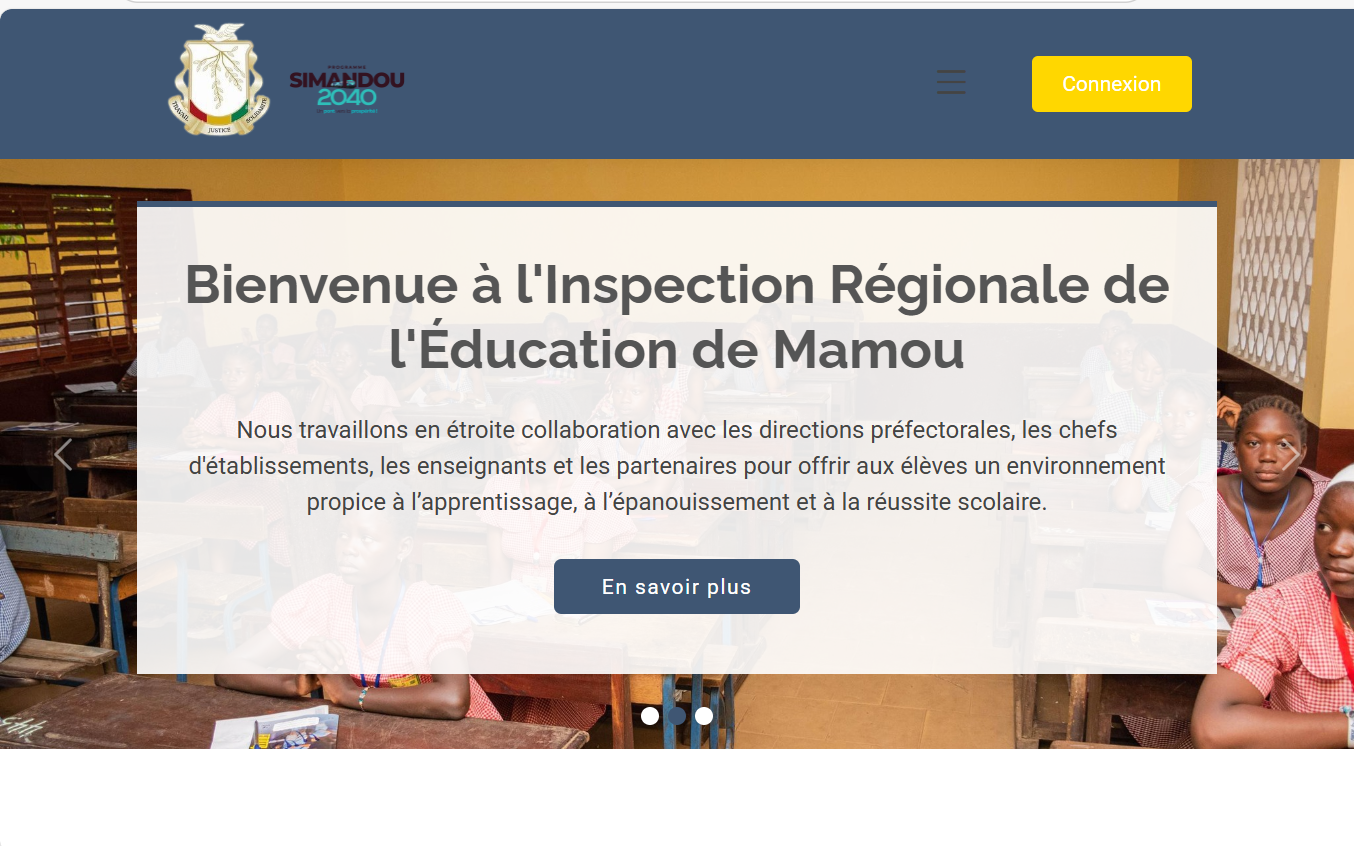 TRAVAIL
JUSTICE
SOLIDARITE
PROGRAMME
SIMANDOU
2040
Connexion
Bienvenue à l'Inspection Régionale de
l'Éducation de Mamou
Nous travaillons en étroite collaboration avec les directions préfectorales, les chefs
d'établissements, les enseignants et les partenaires pour offrir aux élèves un environnement
propice à l’apprentissage, à l’épanouissement et à la réussite scolaire.
En savoir plus